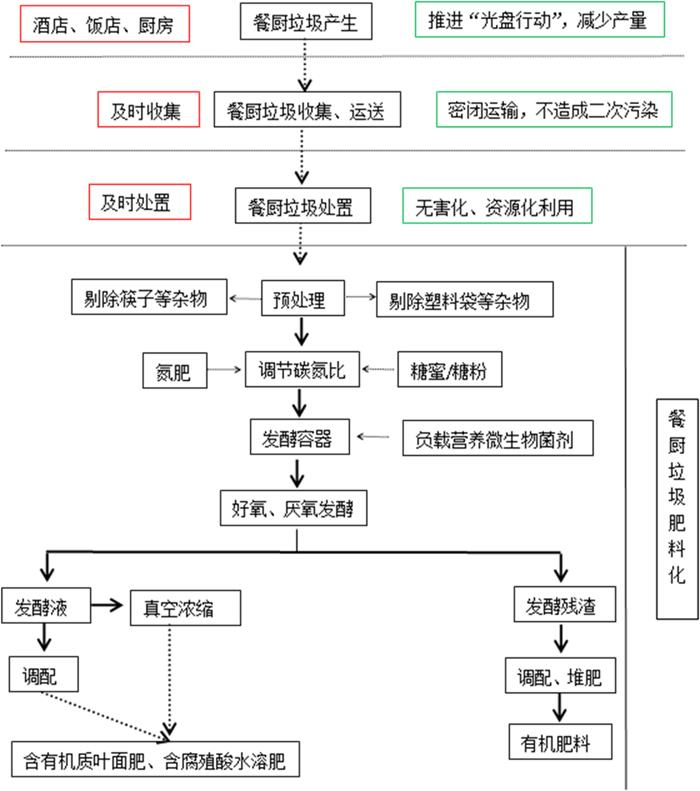 酒店、饭店、厨房
餐厨垃圾产生
推进“光盘行动”，减少产量
及时收集
餐厨垃圾收集、运送
密闭运输，不造成二次污染
及时处置
餐厨垃圾处置
无害化、资源化利用
剔除筷子等杂物
预处理
剔除塑料袋等杂物
氮肥
调节碳氮比
糖蜜/糖粉
发酵容器
负载营养微生物菌剂
好氧、厌氧发酵
发酵液
真空浓缩
发酵残渣
调配
调配、堆肥
含有机质叶面肥、含腐殖酸水溶肥
有机肥料
餐厨垃圾肥料化